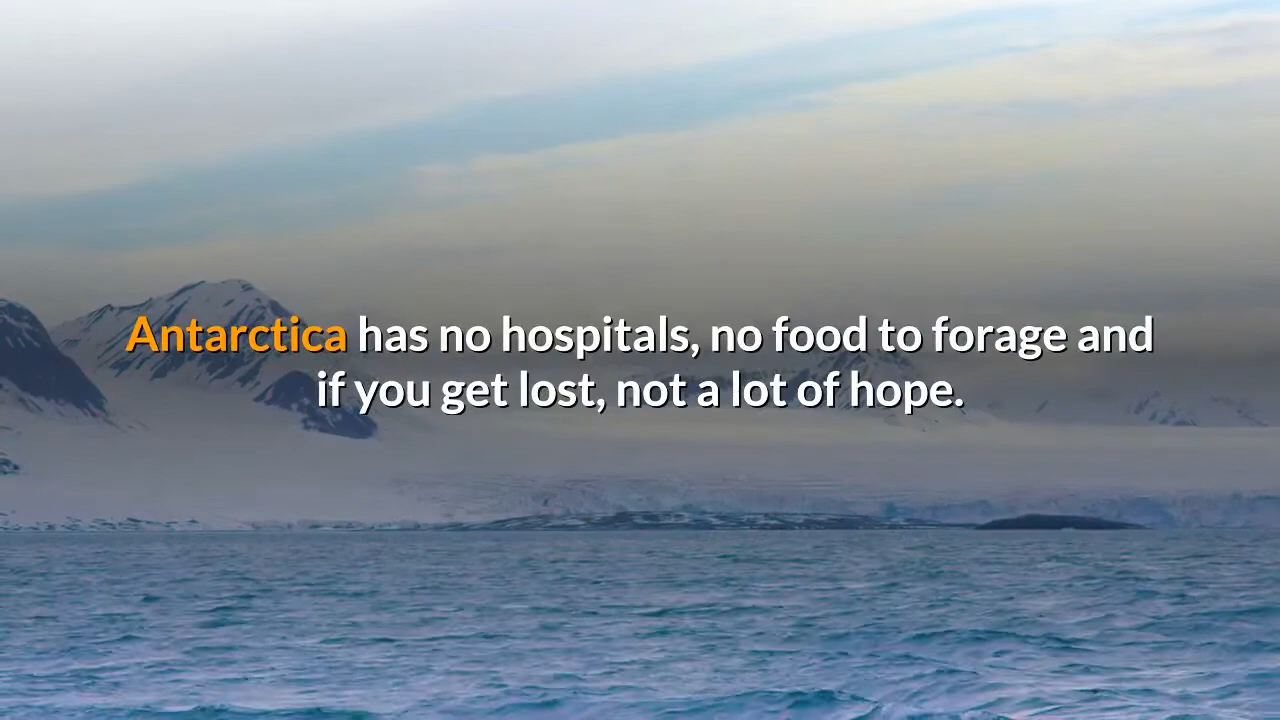 Antarctica has no hospitals, no food to forage and
if you get lost, not a lot of hope.